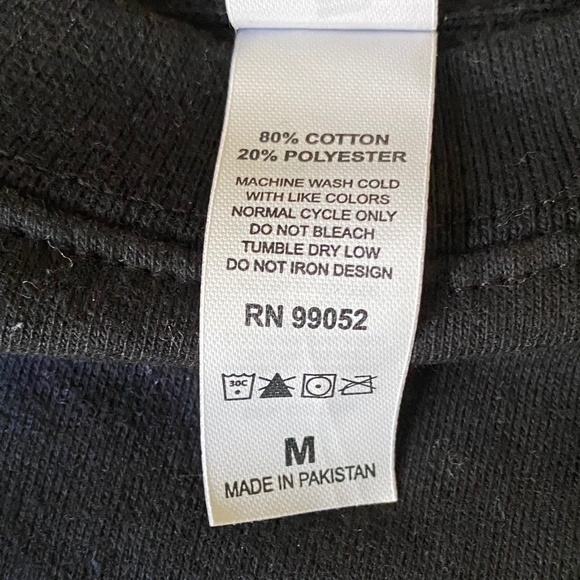 80% COTTON
20% POLYESTER
MACHINE WASH COLD
WITH LIKE COLORS
NORMAL CYCLE ONLY
DO NOT BLEACH
TUMBLE DRY LOW
DO NOT IRON DESIGN
RN 99052
30C
M
MADE IN PAKISTAN